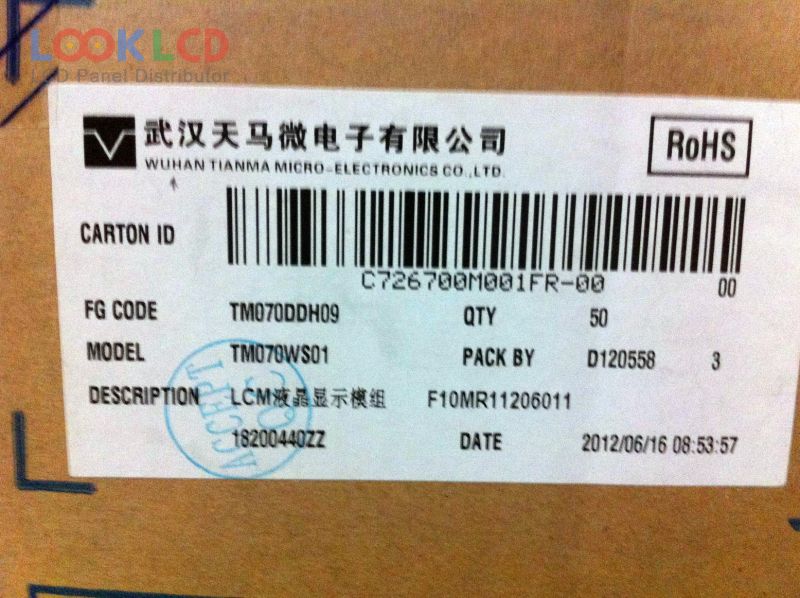 LOOK LCD
LCD Panel Distributor
武汉天马微电子有限公司
WUHAN TIANMA MICRO-ELECTRONICS CO.,LTD.
RoHS
CARTON ID
C726700M001FR-00
00
FG CODE TM070DDH09 QTY 50
MODEL TM070WS01 PACK BY D120558 3
DESCRIPTION LCM液晶显示模组 F10MR11206011
18200440ZZ DATE 2012/06/16 08:53:57
ACCEPT